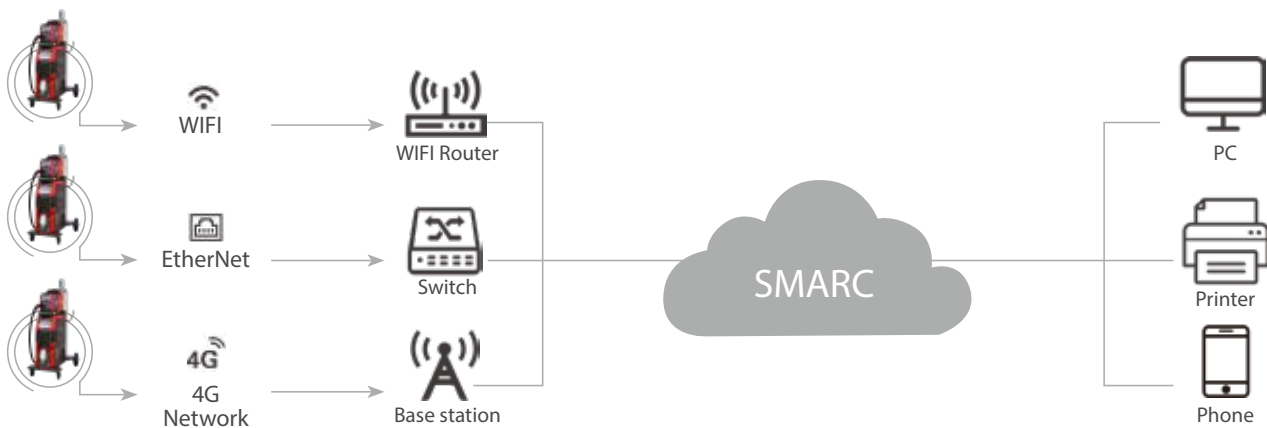 WIFI
WIFI Router
PC
EtherNet
Switch
SMARC
Printer
4G
4G
Network
Base station
Phone